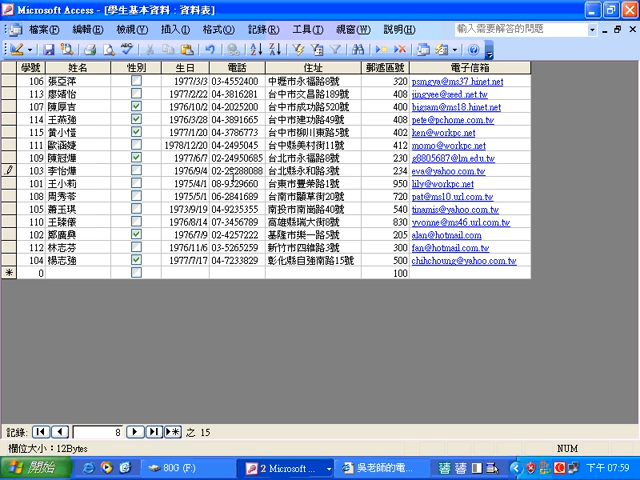 Microsoft Access - [學生基本資料 : 資料表]
檔案(F) 編輯(E) 檢視(V) 插入(I) 格式(O) 記錄(R) 工具(T) 視窗(W) 說明(H) 輸入需要解答的問題
學號 姓名 性別 生日 電話 住址 郵遞區號 電子信箱
106 張亞萍 1977/3/3 03-4552400 中壢市永福路8號 320 psmgya@ms37.hinet.net
113 廖婧怡 1977/2/22 04-3816281 台中市文昌路189號 408 jingyee@seed.net.tw
107 陳厚吉 1976/10/2 04-2025200 台中市成功路520號 400 bigsam@ms18.hinet.net
114 王燕強 1976/3/28 04-3891665 台中市建功路49號 408 pete@pchome.com.tw
115 黃小愷 1977/1/20 04-3786773 台中市柳川東路5號 402 ken@workpc.net
111 歐涵婕 1978/12/20 04-2495045 台中縣美村街11號 412 momo@workpc.net
109 陳冠燁 1977/6/7 02-24950685 台北市永福路8號 230 g6805687@lm.edu.tw
103 李怡燁 1976/9/4 02-29288088 台北縣永和路3號 234 eva@yahoo.com.tw
101 王小莉 1975/4/1 08-9329660 台東市豐榮路1號 950 lily@workpc.net
108 周秀苓 1975/5/1 06-2841689 台南市顯草街20號 720 pat@ms10.url.com.tw
105 蕭玉琪 1973/9/19 04-9235355 南投市南崗路40號 540 tinamis@yahoo.com.tw
110 王臻儀 1976/8/14 07-3456789 高雄縣瑞大街8號 830 yvonne@ms46.url.com.tw
102 鄭廣典 1976/7/9 02-4257222 基隆市崇一路5號 205 alan@hotmail.com
112 林志芬 1976/11/6 03-5265259 新竹市四維路3號 300 fan@hotmail.com.tw
104 楊志強 1977/7/17 04-7233829 彰化縣自強南路15號 500 chihchoung@yahoo.com.tw
0 100
記錄: 8 之 15
欄位大小：12Bytes NUM
開始 80G (F:) 2 Microsoft ... 吳老師的電... 下午 07:59